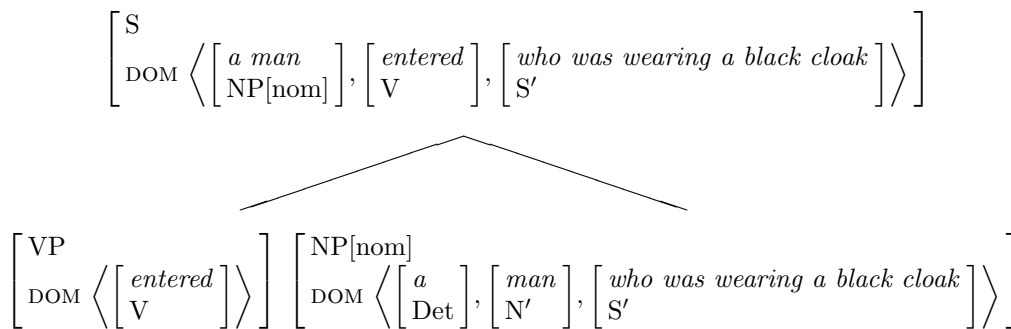 S
DOM ⟨[a man NP[nom]], [entered V], [who was wearing a black cloak S′]⟩
VP
DOM ⟨[entered V]⟩
NP[nom]
DOM ⟨[a Det], [man N′], [who was wearing a black cloak S′]⟩